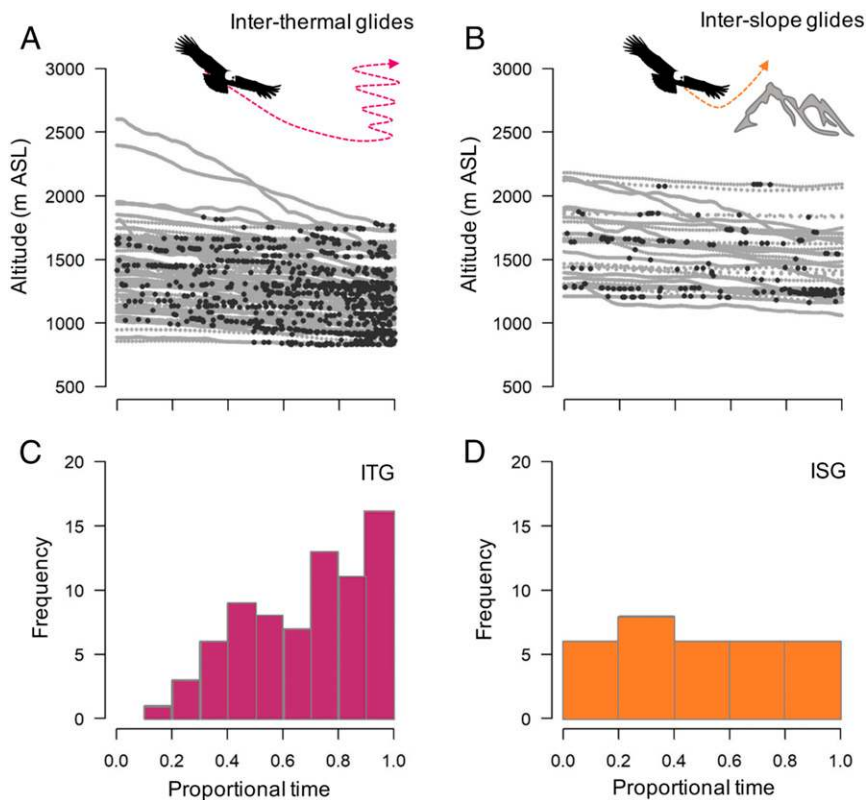 A
Inter-thermal glides
B
Inter-slope glides
3000
2500
2000
1500
1000
500
Altitude (m ASL)
3000
2500
2000
1500
1000
500
Altitude (m ASL)
C
ITG
20
15
10
5
0
Frequency
0.0 0.2 0.4 0.6 0.8 1.0
Proportional time
D
ISG
20
15
10
5
0
Frequency
0.0 0.2 0.4 0.6 0.8 1.0
Proportional time